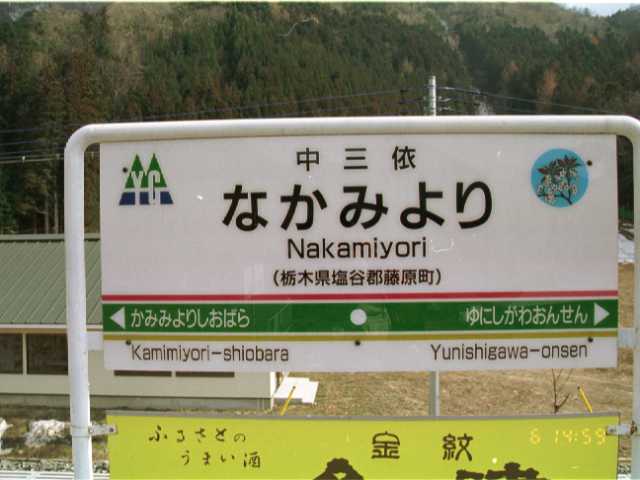 中三依
YG
なかみより
Nakamiyori
(栃木県塩谷郡藤原町)
かみみよりしおばら
ゆにしがわおんせん
Kamimiyori-shiobara
Yunishigawa-onsen
ふるさとの
うまい酒
金紋
6 14:59